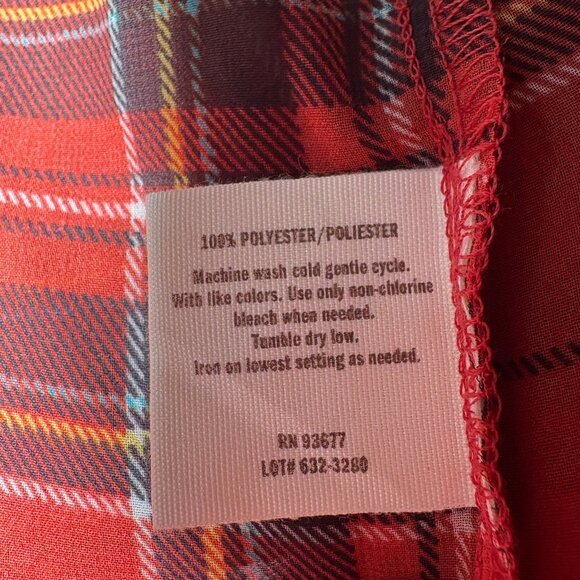 100% POLYESTER/POLIESTER
Machine wash cold gentle cycle.
With like colors. Use only non-chlorine
bleach when needed.
Tumble dry low.
Iron on lowest setting as needed.
RN 93677
LOT# 632-3280